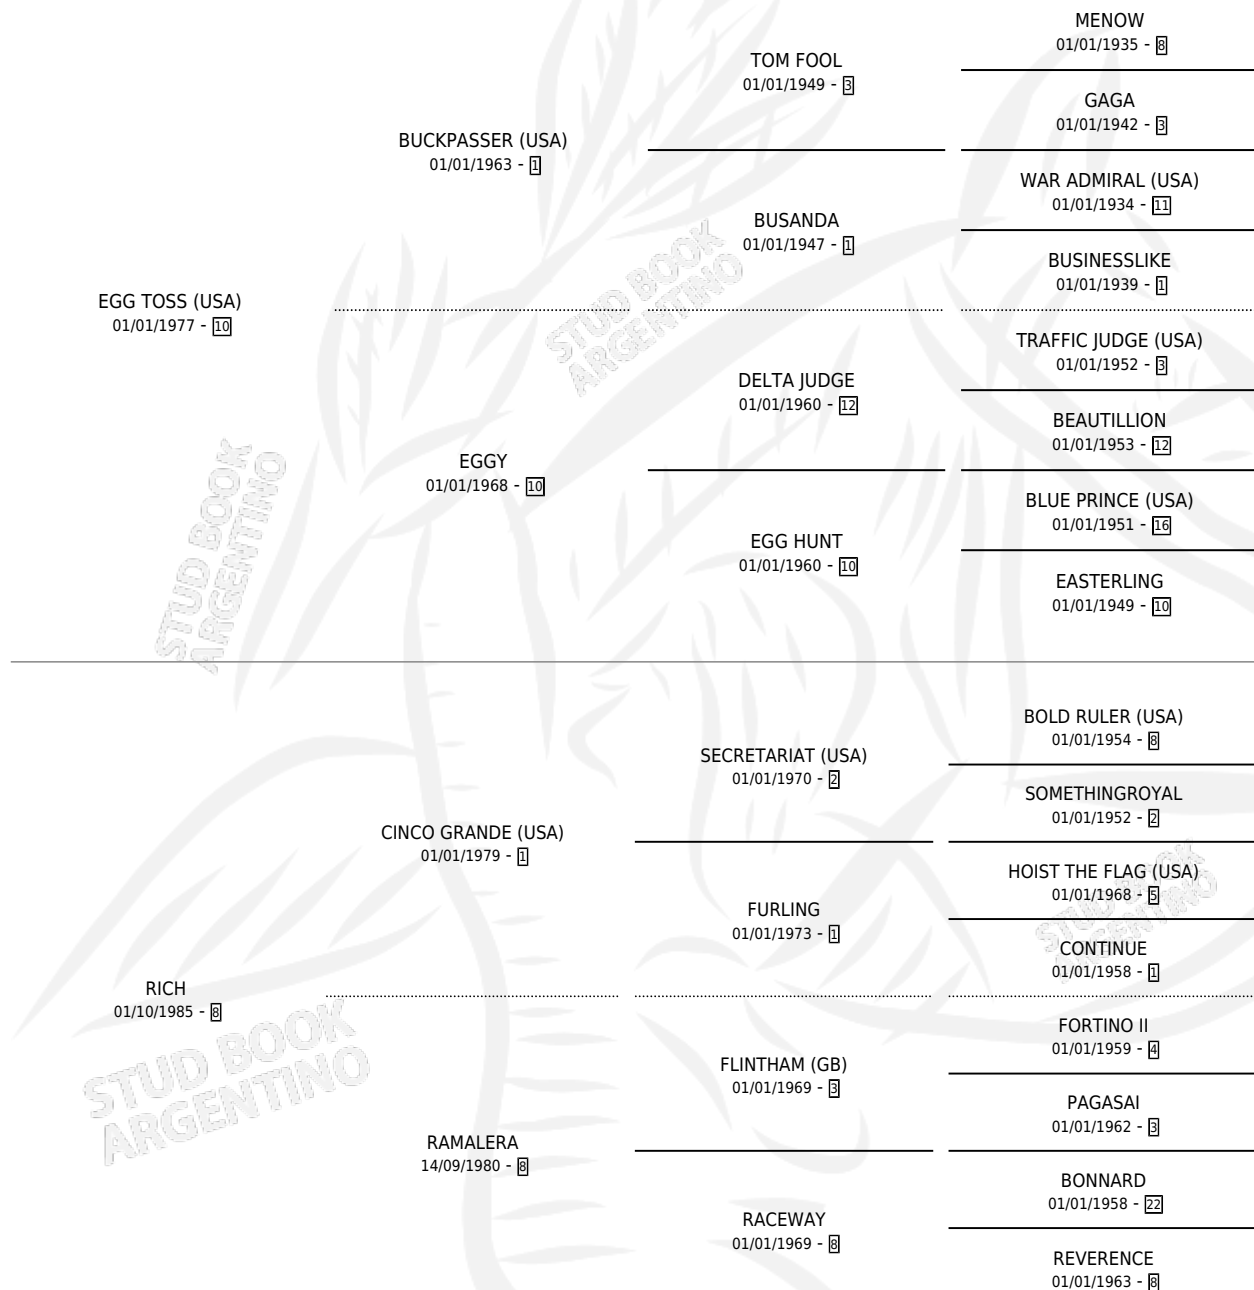 MENOW
01/01/1935 - 8
TOM FOOL
01/01/1949 - 3
GAGA
01/01/1942 - 3
BUCKPASSER (USA)
01/01/1963 - 1
WAR ADMIRAL (USA)
01/01/1934 - 11
BUSANDA
01/01/1947 - 1
BUSINESSLIKE
01/01/1939 - 1
EGG TOSS (USA)
01/01/1977 - 10
TRAFFIC JUDGE (USA)
01/01/1952 - 3
DELTA JUDGE
01/01/1960 - 12
BEAUTILLION
01/01/1953 - 12
EGGY
01/01/1968 - 10
BLUE PRINCE (USA)
01/01/1951 - 16
EGG HUNT
01/01/1960 - 10
EASTERLING
01/01/1949 - 10
BOLD RULER (USA)
01/01/1954 - 8
SECRETARIAT (USA)
01/01/1970 - 2
SOMETHINGROYAL
01/01/1952 - 2
CINCO GRANDE (USA)
01/01/1979 - 1
HOIST THE FLAG (USA)
01/01/1968 - 5
FURLING
01/01/1973 - 1
CONTINUE
01/01/1958 - 1
RICH
01/10/1985 - 8
FORTINO II
01/01/1959 - 4
FLINTHAM (GB)
01/01/1969 - 3
PAGASAI
01/01/1962 - 3
RAMALERA
14/09/1980 - 8
BONNARD
01/01/1958 - 22
RACEWAY
01/01/1969 - 8
REVERENCE
01/01/1963 - 8
STUD BOOK
ARGENTINO
STUD BOOK
ARGENTINO
STUD BOOK
ARGENTINO
STUD BOOK
ARGENTINO